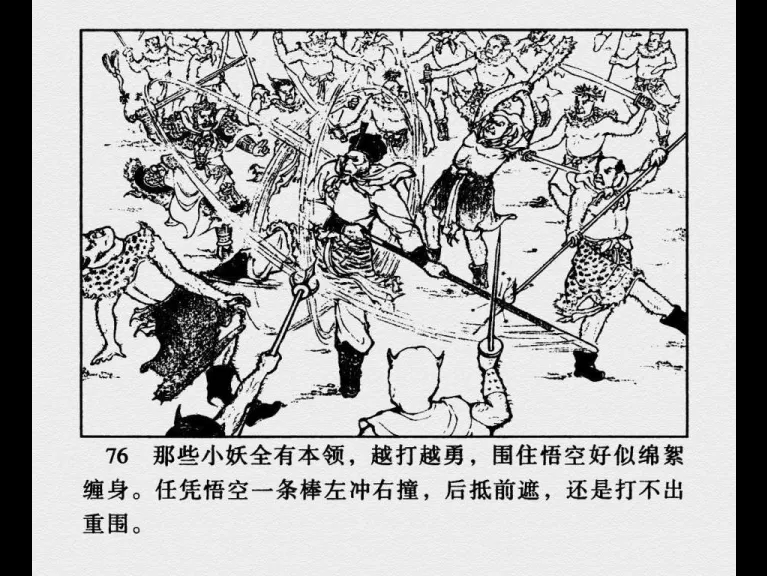 76 那些小妖全有本领，越打越勇，围住悟空好似绵絮
缠身。任凭悟空一条棒左冲右撞，后抵前遮，还是打不出
重围。